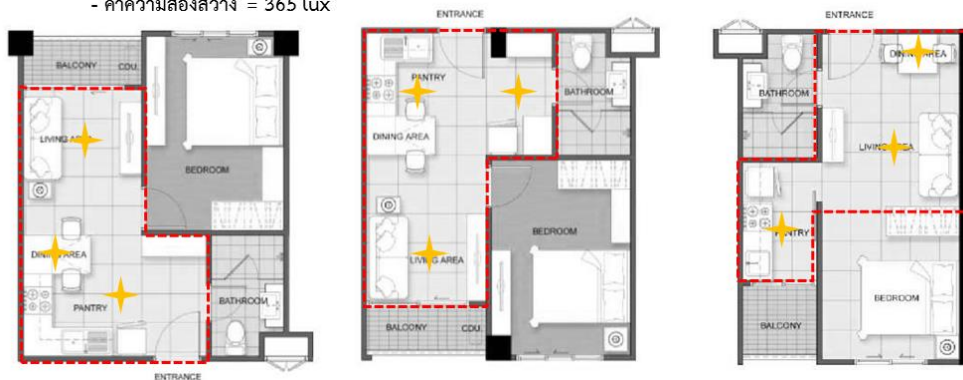 - ค่าความส่องสว่าง = 365 lux
BALCONY CDU.
LIVING AREA
BEDROOM
DINING AREA
PANTRY
BATHROOM
ENTRANCE
ENTRANCE
PANTRY
BATHROOM
DINING AREA
LIVING AREA
BEDROOM
BALCONY CDU.
ENTRANCE
DINING AREA
BATHROOM
LIVING AREA
PANTRY
BEDROOM
BALCONY